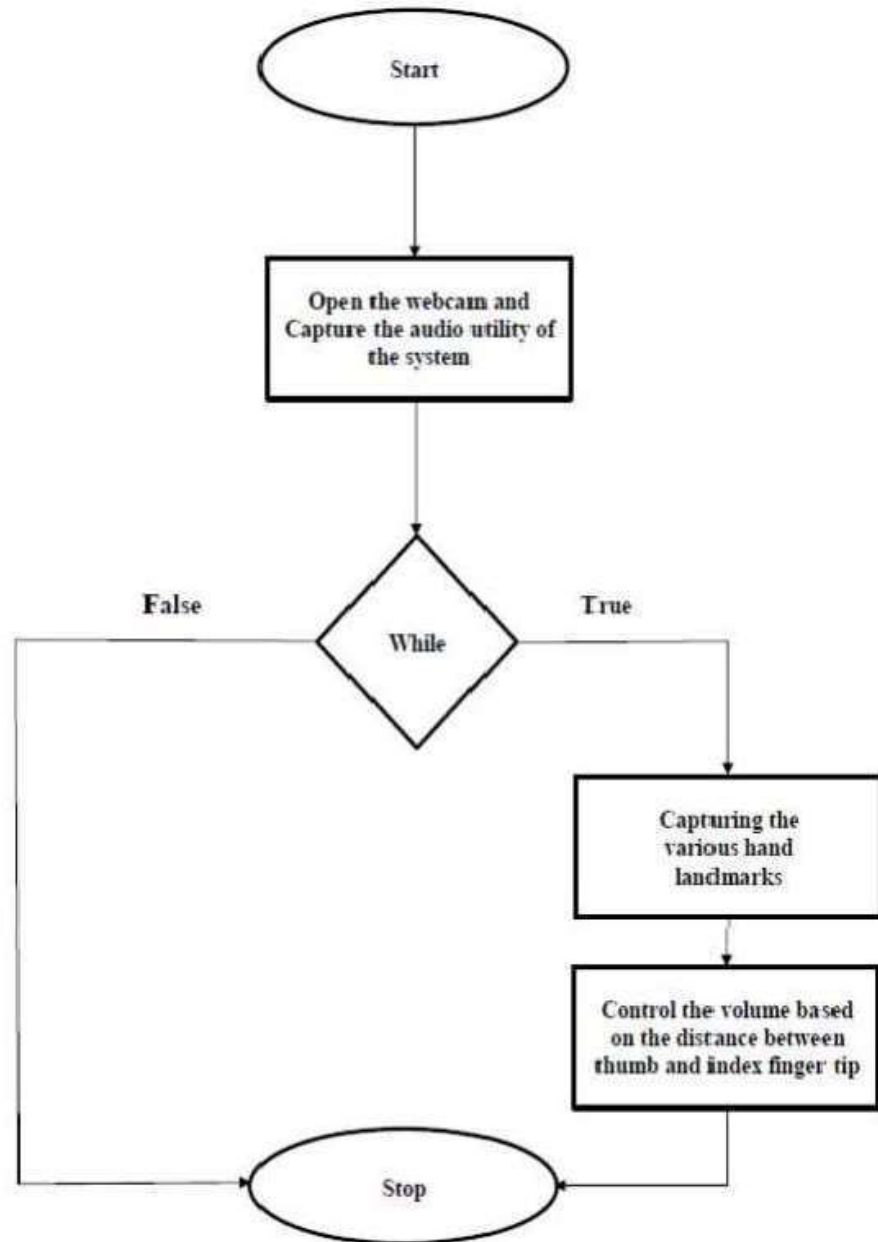 Start
Open the webcam and
Capture the audio utility of
the system
False
True
While
Capturing the
various hand
landmarks
Control the volume based
on the distance between
thumb and index finger tip
Stop